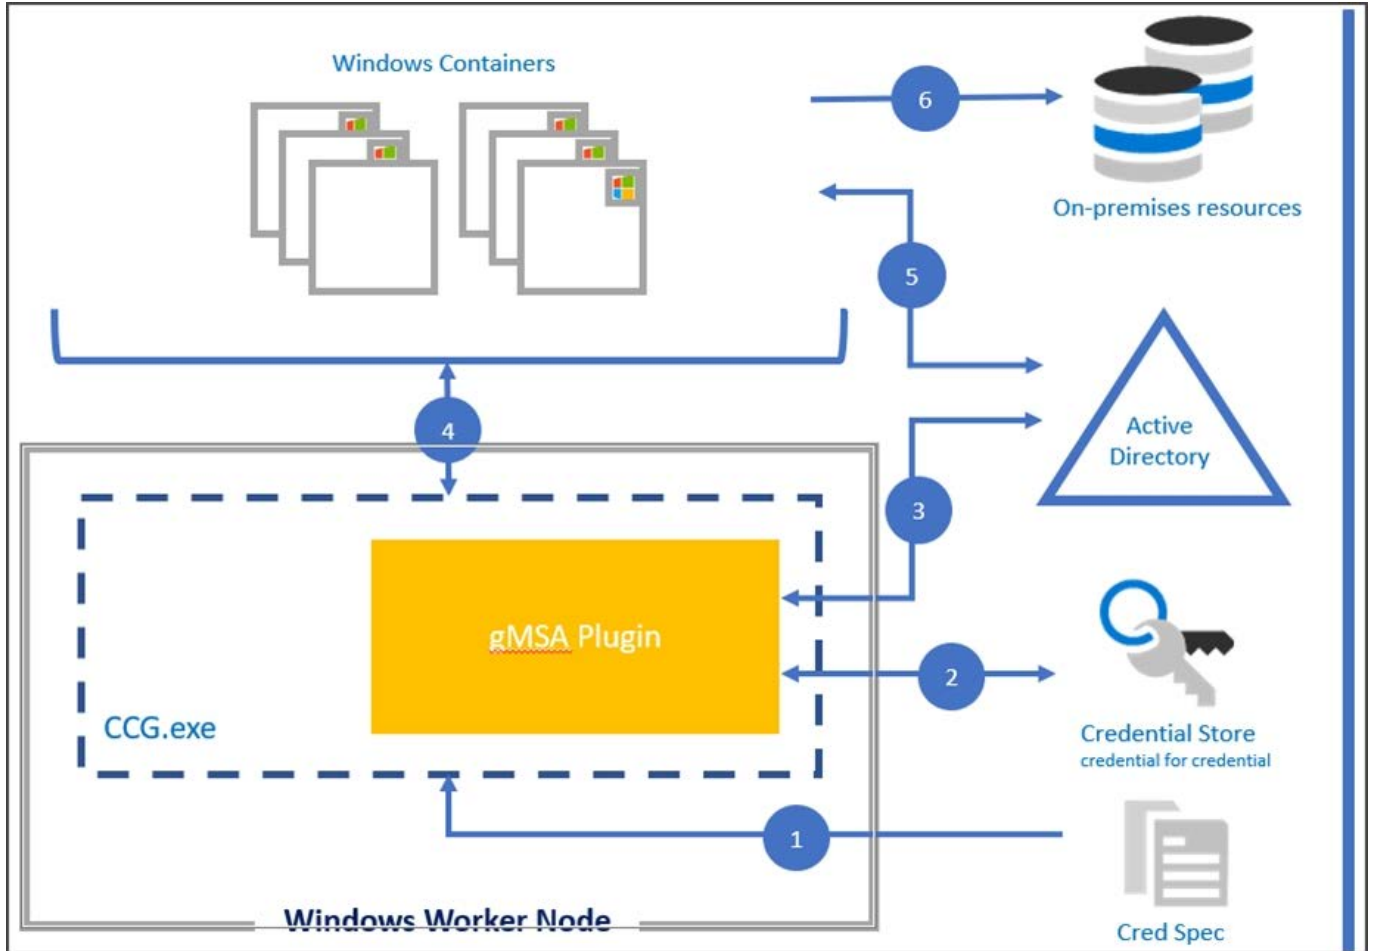 Windows Containers
6
On-premises resources
5
4
Active
Directory
3
gMSA Plugin
2
CCG.exe
Credential Store
credential for credential
1
Windows Worker Node
Cred Spec